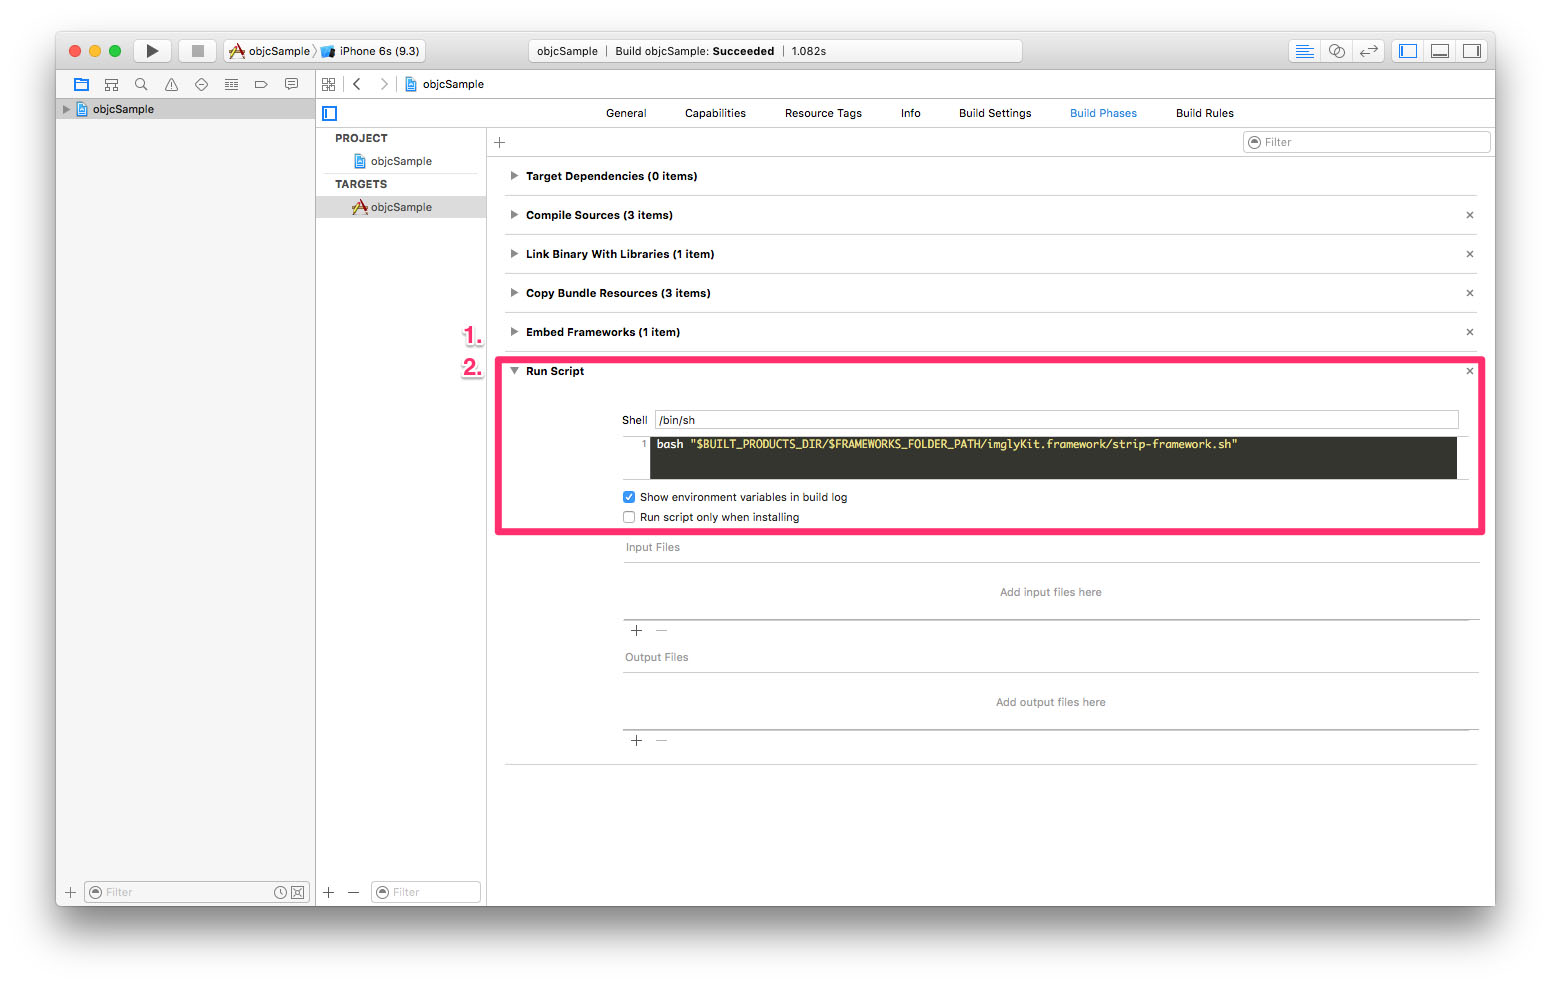 objcSample
iPhone 6s (9.3)
objcSample | Build objcSample: Succeeded | 1.082s
objcSample
objcSample
General
Capabilities
Resource Tags
Info
Build Settings
Build Phases
Build Rules
PROJECT
objcSample
TARGETS
objcSample
Filter
Target Dependencies (0 items)
Compile Sources (3 items)
Link Binary With Libraries (1 item)
Copy Bundle Resources (3 items)
1.
Embed Frameworks (1 item)
2.
Run Script
Shell /bin/sh
1 bash "$BUILT_PRODUCTS_DIR/$FRAMEWORKS_FOLDER_PATH/imglyKit.framework/strip-framework.sh"
Show environment variables in build log
Run script only when installing
Input Files
Add input files here
Output Files
Add output files here
Filter
Filter